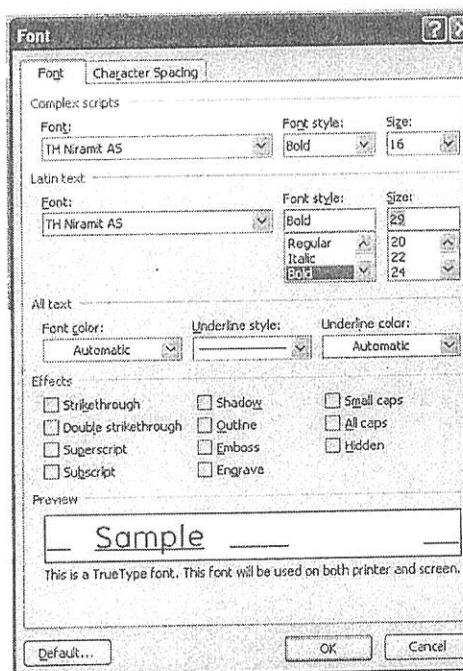 Font
Font Character Spacing
Complex scripts
Font: Font style: Size:
TH Niramit AS Bold 16
Latin text
Font: Font style: Size:
TH Niramit AS Bold 29
Regular 20
Italic 22
Bold 24
All text
Font color: Underline style: Underline color:
Automatic Automatic
Effects
Strikethrough Shadow Small caps
Double strikethrough Outline All caps
Superscript Emboss Hidden
Subscript Engrave
Preview
Sample
This is a TrueType font. This font will be used on both printer and screen.
Default... OK Cancel